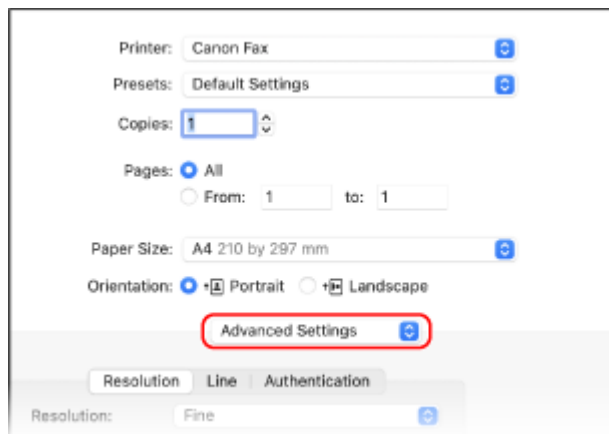 Printer: Canon Fax
Presets: Default Settings
Copies: 1
Pages: All
From: 1 to: 1
Paper Size: A4 210 by 297 mm
Orientation: Portrait Landscape
Advanced Settings
Resolution Line Authentication
Resolution: Fine